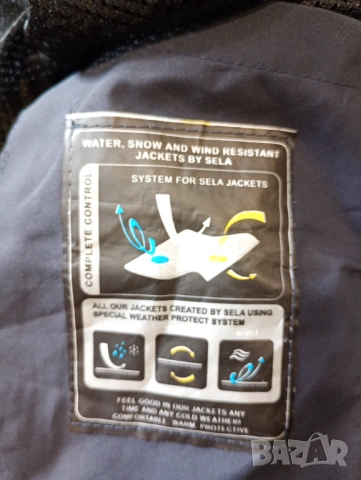 WATER, SNOW AND WIND RESISTANT
JACKETS BY SELA
COMPLETE CONTROL
SYSTEM FOR SELA JACKETS
ALL OUR JACKETS CREATED BY SELA USING
SPECIAL WEATHER PROTECT SYSTEM
wind
FEEL GOOD IN OUR JACKETS ANY
TIME AND ANY COLD WEATHER!
COMFORTABLE, WARM, PROTECTIVE
BAZAR
bg